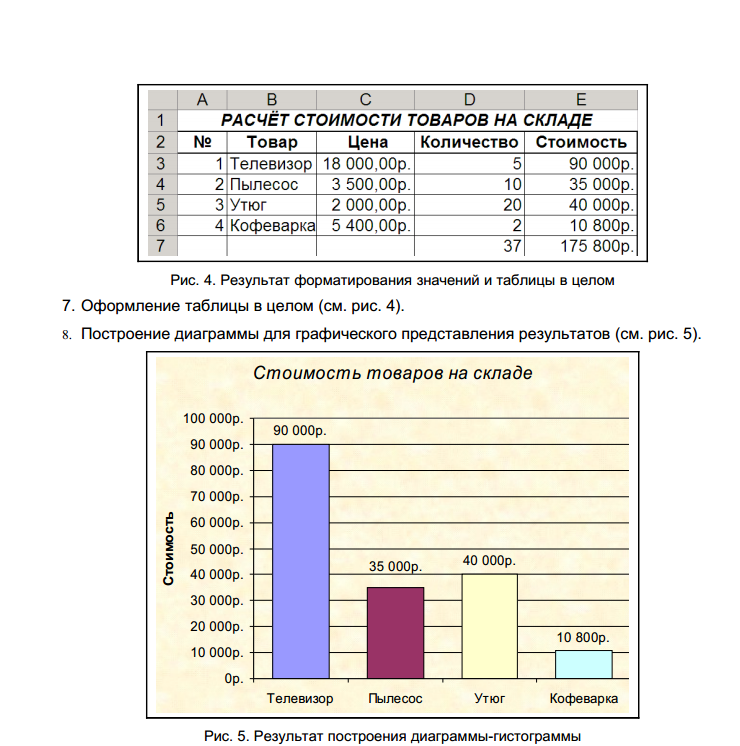 A B C D E
1 РАСЧЁТ СТОИМОСТИ ТОВАРОВ НА СКЛАДЕ
2 № Товар Цена Количество Стоимость
3 1 Телевизор 18 000,00р. 5 90 000р.
4 2 Пылесос 3 500,00р. 10 35 000р.
5 3 Утюг 2 000,00р. 20 40 000р.
6 4 Кофеварка 5 400,00р. 2 10 800р.
7 37 175 800р.
Рис. 4. Результат форматирования значений и таблицы в целом
7. Оформление таблицы в целом (см. рис. 4).
8. Построение диаграммы для графического представления результатов (см. рис. 5).
Стоимость товаров на складе
Стоимость
100 000р.
90 000р.
80 000р.
70 000р.
60 000р.
50 000р.
40 000р.
30 000р.
20 000р.
10 000р.
0р.
90 000р.
35 000р.
40 000р.
10 800р.
Телевизор Пылесос Утюг Кофеварка
Рис. 5. Результат построения диаграммы-гистограммы